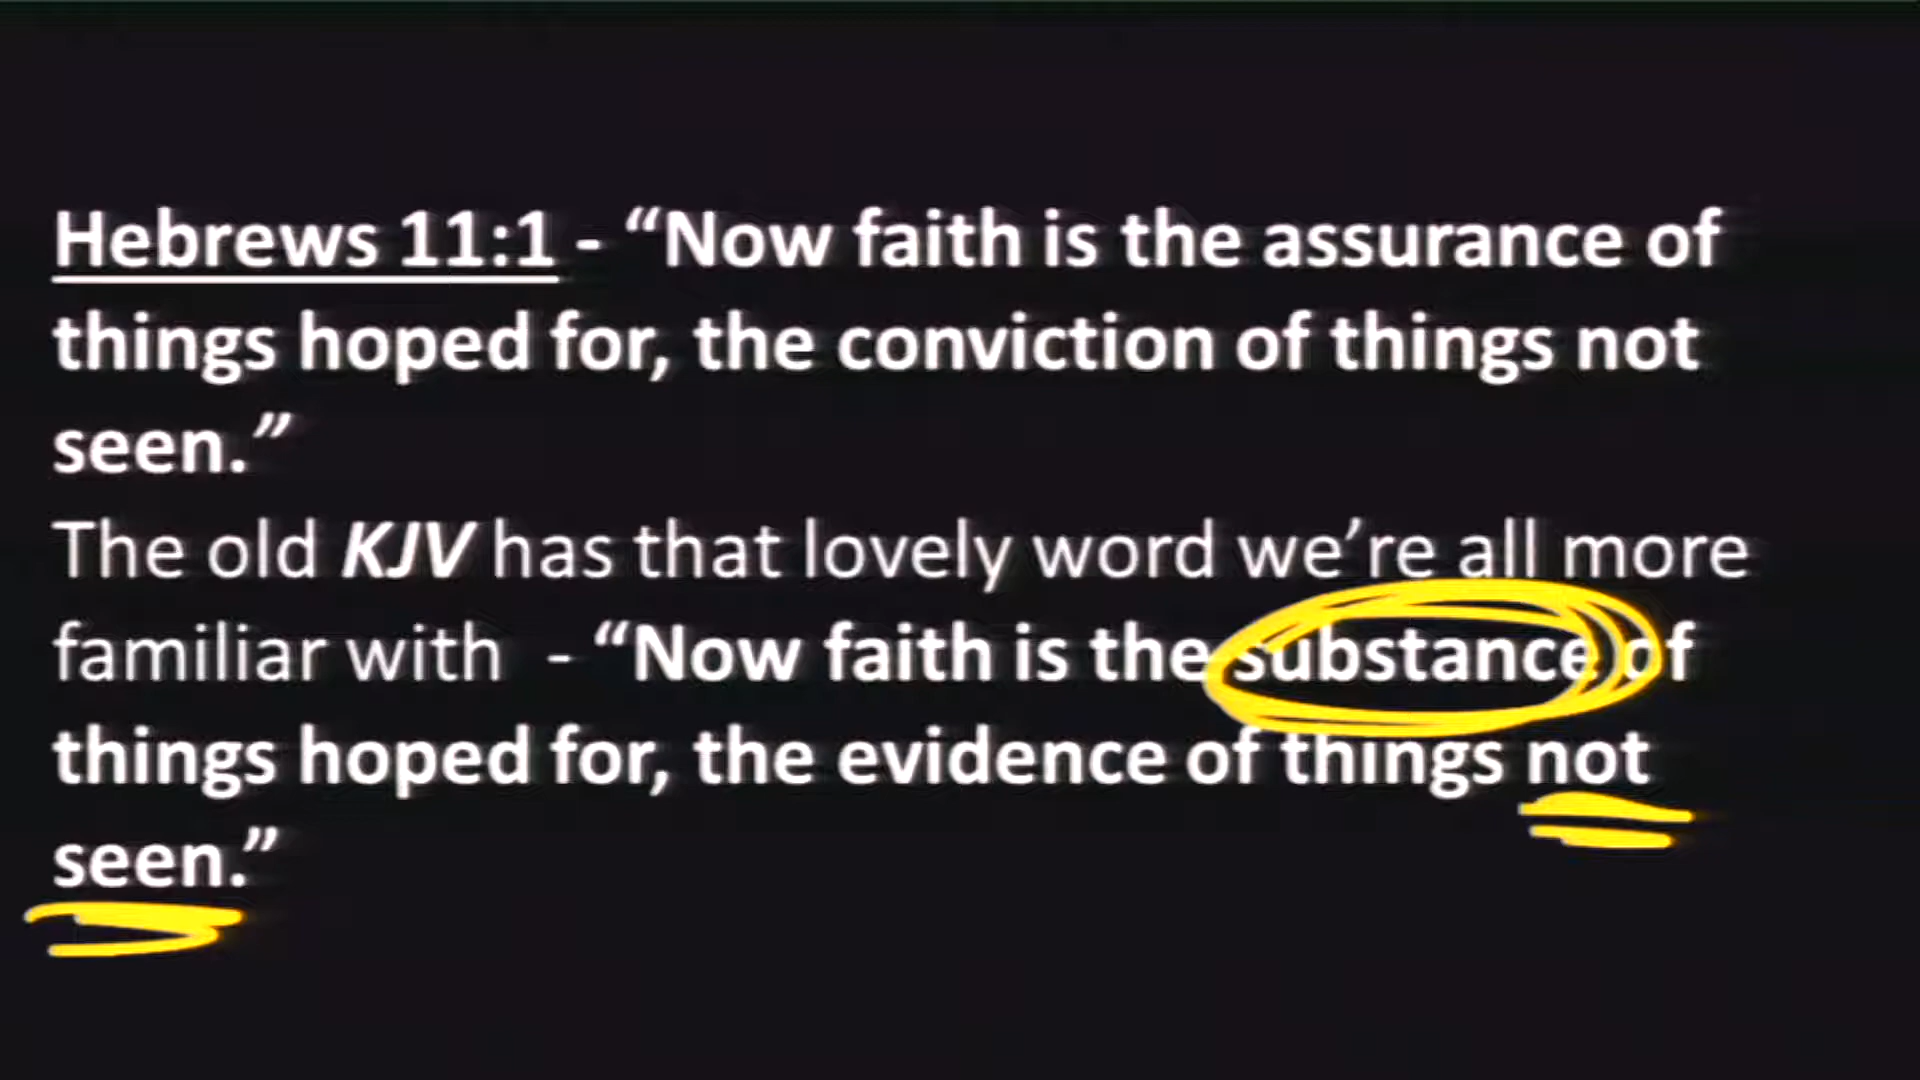 Hebrews 11:1 - “Now faith is the assurance of
things hoped for, the conviction of things not
seen.”
The old KJV has that lovely word we’re all more
familiar with - “Now faith is the substance of
things hoped for, the evidence of things not
seen.”